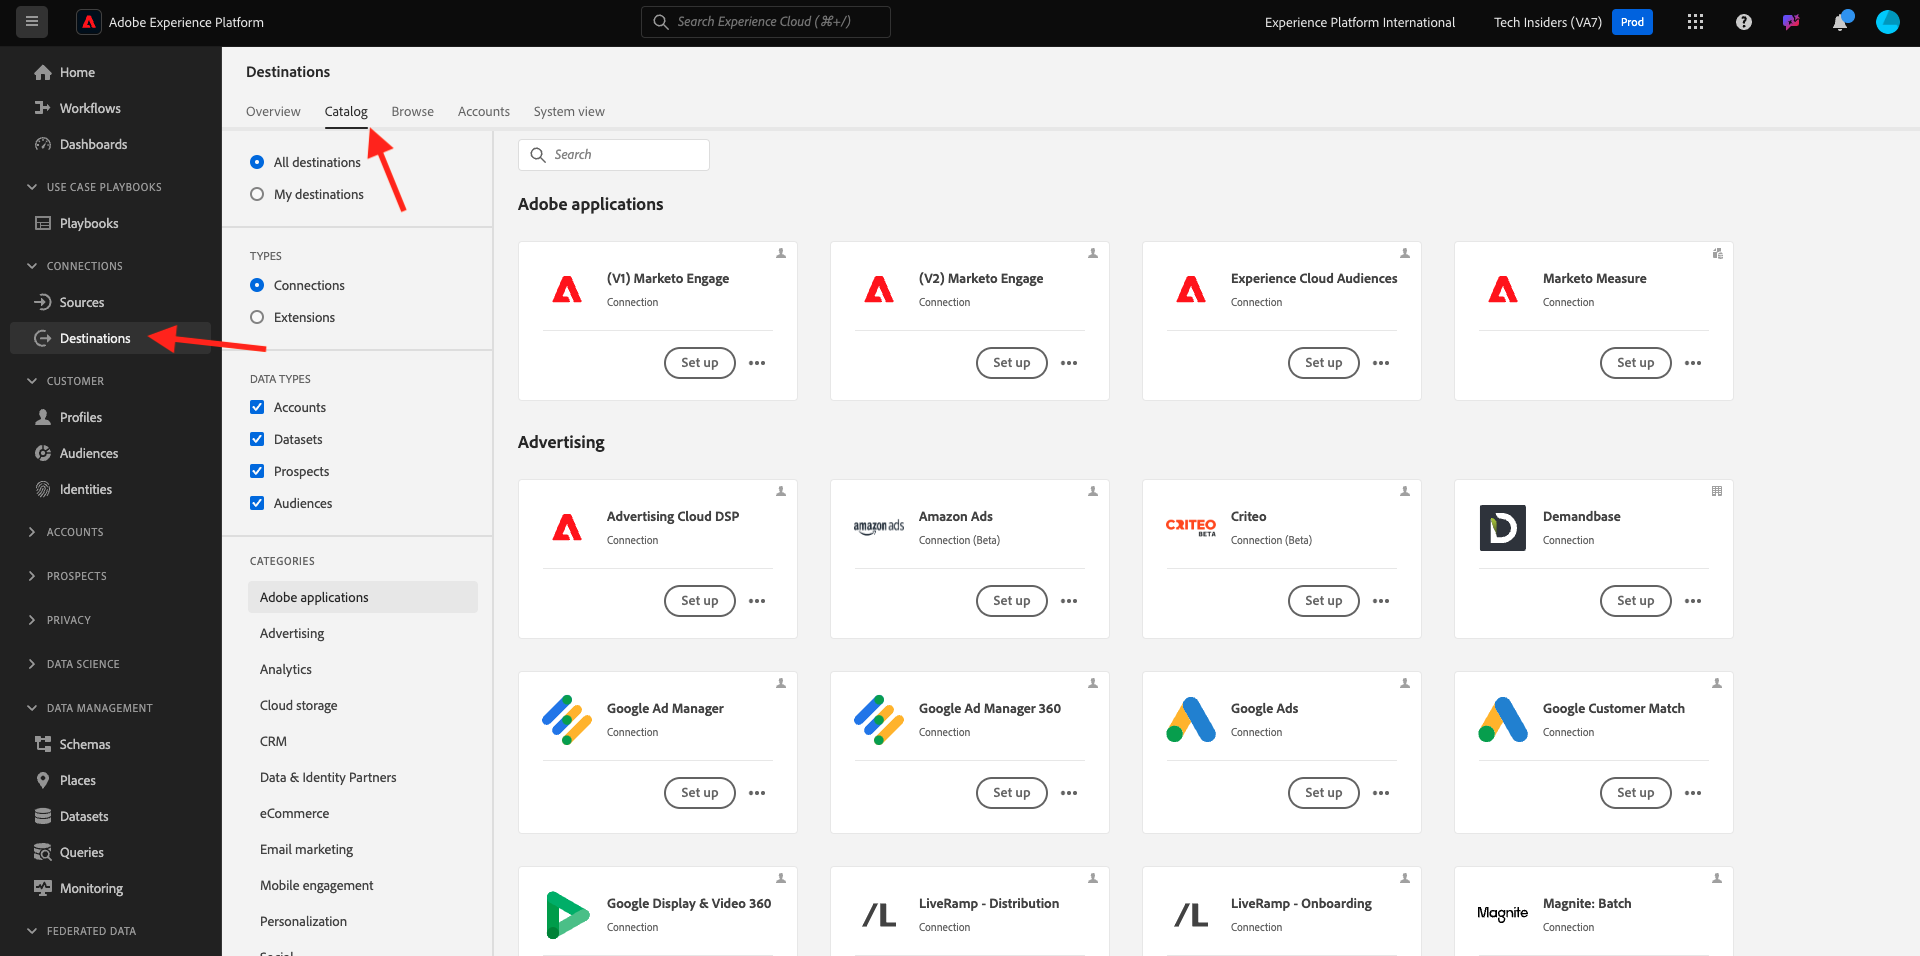 Adobe Experience Platform
Search Experience Cloud (⌘+/)
Experience Platform International
Tech Insiders (VA7)
Prod
Home
Workflows
Dashboards
USE CASE PLAYBOOKS
Playbooks
CONNECTIONS
Sources
Destinations
CUSTOMER
Profiles
Audiences
Identities
ACCOUNTS
PROSPECTS
PRIVACY
DATA SCIENCE
DATA MANAGEMENT
Schemas
Places
Datasets
Queries
Monitoring
FEDERATED DATA
Destinations
Overview
Catalog
Browse
Accounts
System view
All destinations
My destinations
TYPES
Connections
Extensions
DATA TYPES
Accounts
Datasets
Prospects
Audiences
CATEGORIES
Adobe applications
Advertising
Analytics
Cloud storage
CRM
Data & Identity Partners
eCommerce
Email marketing
Mobile engagement
Personalization
Social
Search
Adobe applications
(V1) Marketo Engage
Connection
Set up
(V2) Marketo Engage
Connection
Set up
Experience Cloud Audiences
Connection
Set up
Marketo Measure
Connection
Set up
Advertising
Advertising Cloud DSP
Connection
Set up
amazon ads
Amazon Ads
Connection (Beta)
Set up
CRITEO
BETA
Criteo
Connection (Beta)
Set up
Demandbase
Connection
Set up
Google Ad Manager
Connection
Set up
Google Ad Manager 360
Connection
Set up
Google Ads
Connection
Set up
Google Customer Match
Connection
Set up
Google Display & Video 360
Connection
/L
LiveRamp - Distribution
Connection
/L
LiveRamp - Onboarding
Connection
Magnite
Magnite: Batch
Connection